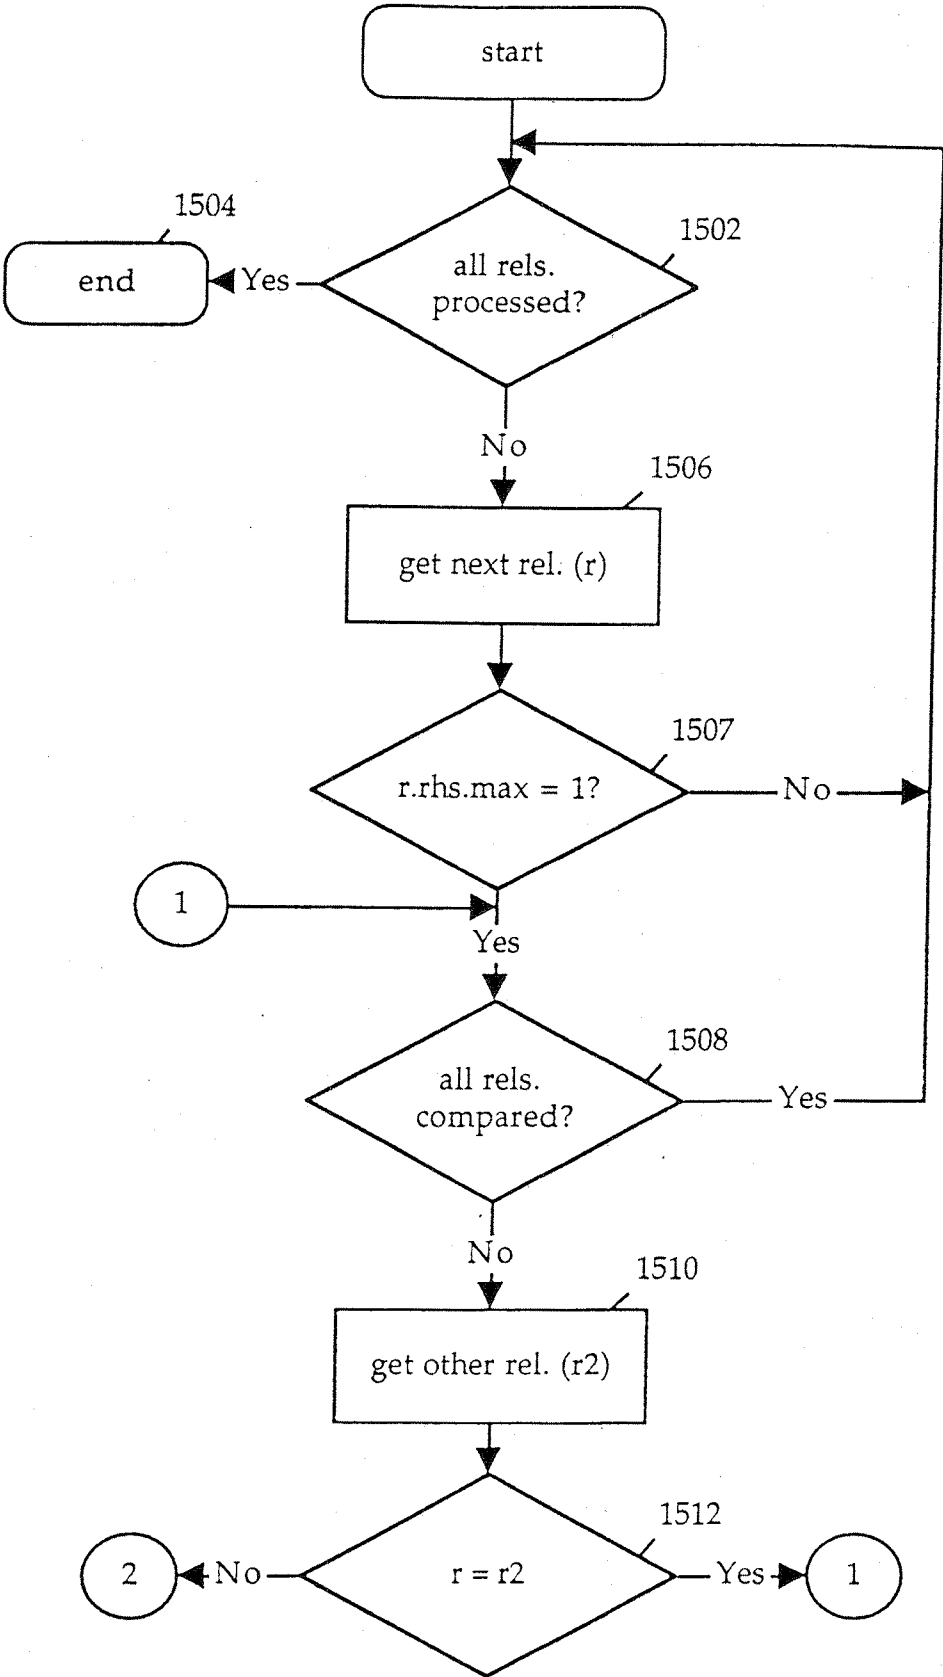 start
1504
1502
all rels.
processed?
end
Yes
No
1506
get next rel. (r)
1507
r.rhs.max = 1?
No
1
Yes
1508
all rels.
compared?
Yes
No
1510
get other rel. (r2)
1512
2
No
r = r2
Yes
1